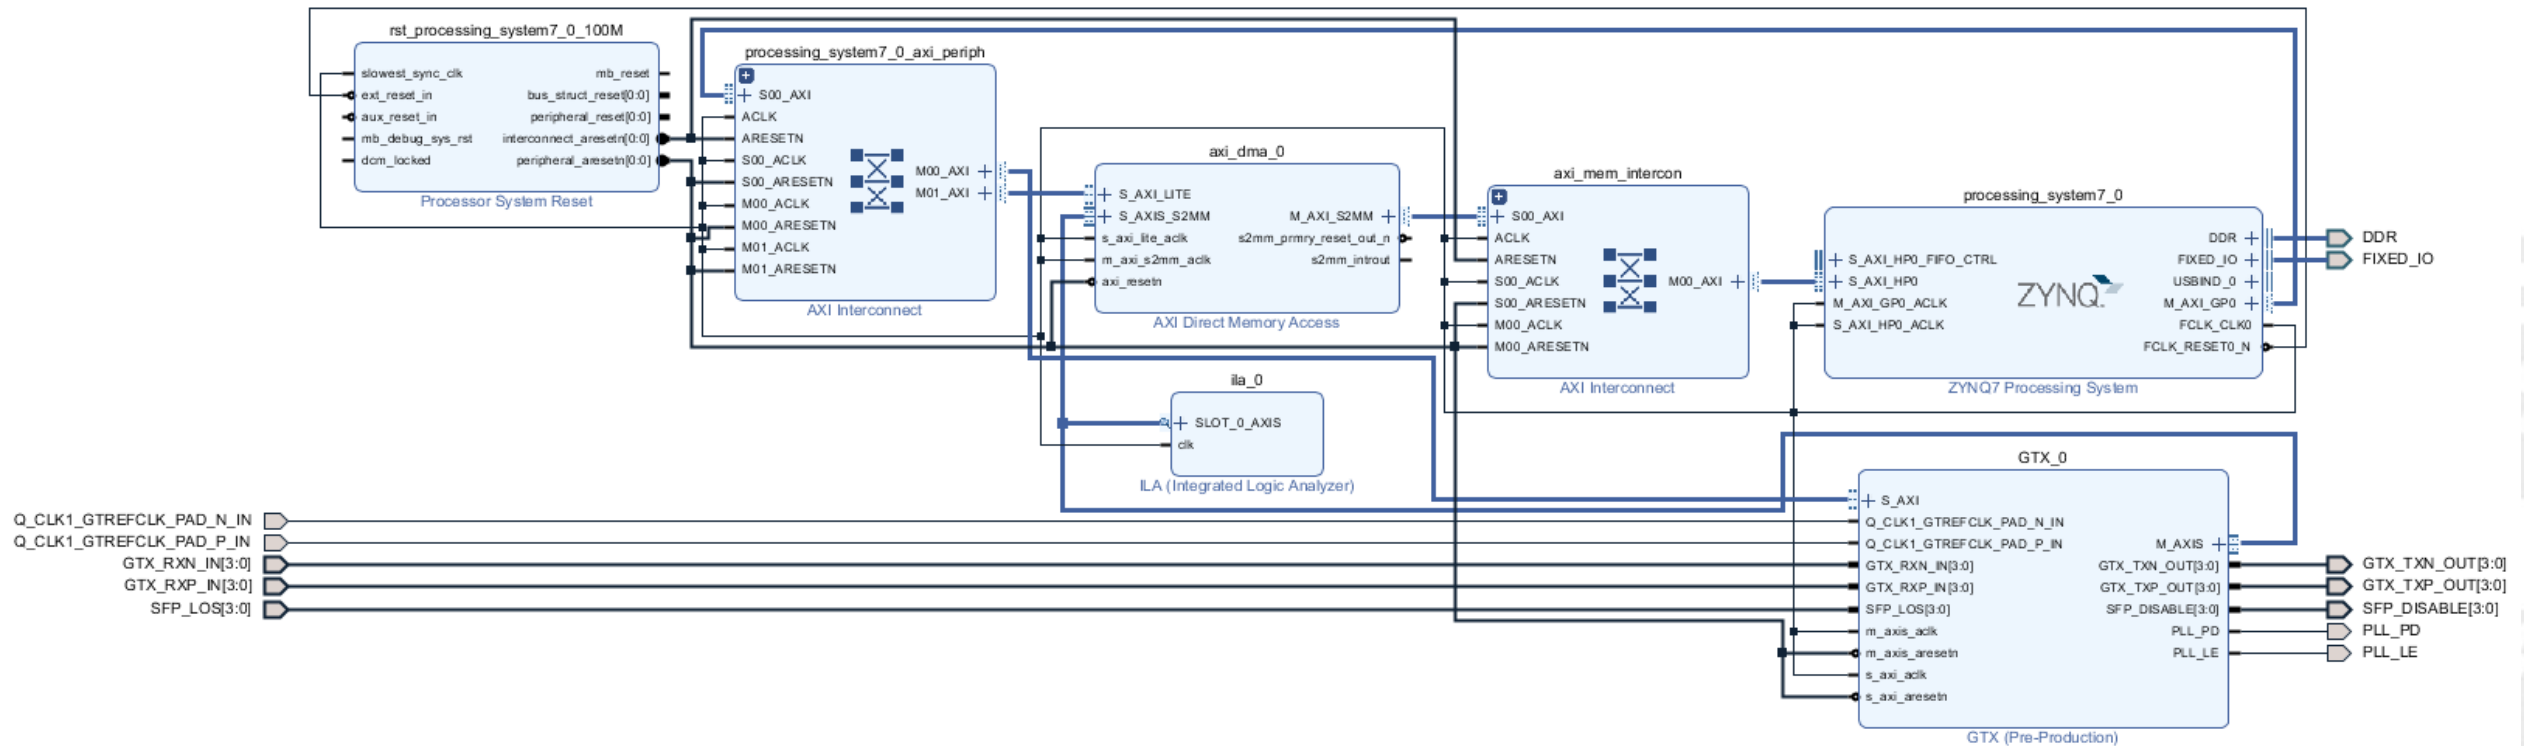 rst_processing_system7_0_100M
slowest_sync_clk
ext_reset_in
aux_reset_in
mb_debug_sys_rst
dcm_locked
mb_reset
bus_struct_reset[0:0]
peripheral_reset[0:0]
interconnect_aresetn[0:0]
peripheral_aresetn[0:0]
Processor System Reset
processing_system7_0_axi_periph
S00_AXI
ACLK
ARESETN
S00_ACLK
S00_ARESETN
M00_ACLK
M00_ARESETN
M01_ACLK
M01_ARESETN
M00_AXI
M01_AXI
AXI Interconnect
axi_dma_0
S_AXI_LITE
S_AXIS_S2MM
s_axi_lite_aclk
m_axi_s2mm_aclk
axi_resetn
M_AXI_S2MM
s2mm_prmry_reset_out_n
s2mm_introut
AXI Direct Memory Access
axi_mem_intercon
S00_AXI
ACLK
ARESETN
S00_ACLK
S00_ARESETN
M00_ACLK
M00_ARESETN
M00_AXI
AXI Interconnect
processing_system7_0
S_AXI_HP0_FIFO_CTRL
S_AXI_HP0
M_AXI_GP0_ACLK
S_AXI_HP0_ACLK
ZYNQ
DDR
FIXED_IO
USBIND_0
M_AXI_GP0
FCLK_CLK0
FCLK_RESET0_N
ZYNQ7 Processing System
DDR
FIXED_IO
ila_0
SLOT_0_AXIS
clk
ILA (Integrated Logic Analyzer)
Q_CLK1_GTREFCLK_PAD_N_IN
Q_CLK1_GTREFCLK_PAD_P_IN
GTX_RXN_IN[3:0]
GTX_RXP_IN[3:0]
SFP_LOS[3:0]
GTX_0
S_AXI
Q_CLK1_GTREFCLK_PAD_N_IN
Q_CLK1_GTREFCLK_PAD_P_IN
GTX_RXN_IN[3:0]
GTX_RXP_IN[3:0]
SFP_LOS[3:0]
m_axis_aclk
m_axis_aresetn
s_axi_aclk
s_axi_aresetn
M_AXIS
GTX_TXN_OUT[3:0]
GTX_TXP_OUT[3:0]
SFP_DISABLE[3:0]
PLL_PD
PLL_LE
GTX (Pre-Production)
GTX_TXN_OUT[3:0]
GTX_TXP_OUT[3:0]
SFP_DISABLE[3:0]
PLL_PD
PLL_LE